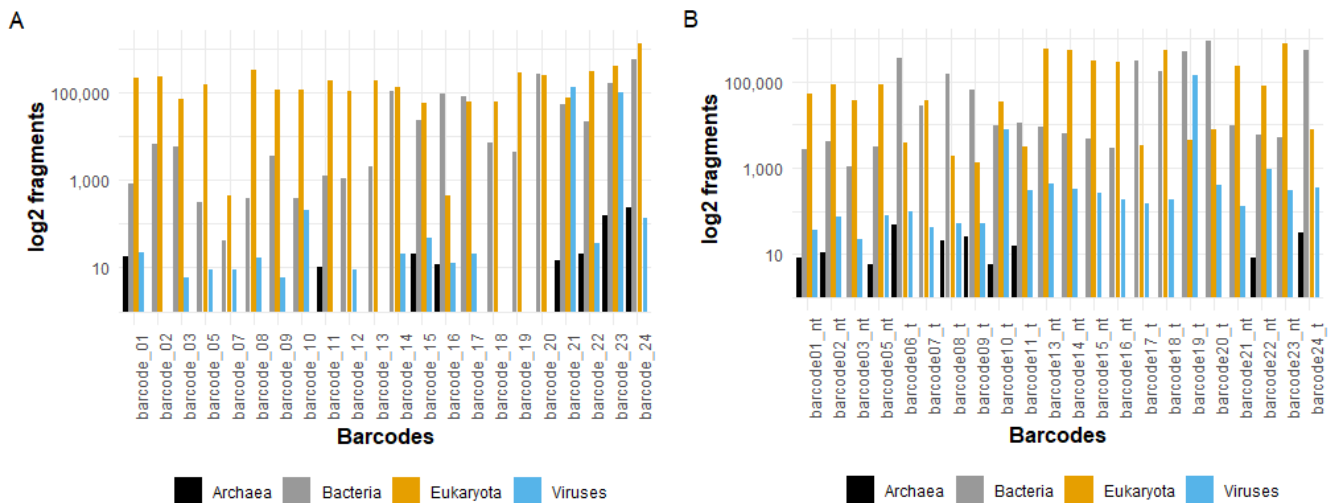 A
log2 fragments
100,000
1,000
10
barcode_01
barcode_02
barcode_03
barcode_05
barcode_07
barcode_08
barcode_09
barcode_10
barcode_11
barcode_12
barcode_13
barcode_14
barcode_15
barcode_16
barcode_17
barcode_18
barcode_19
barcode_20
barcode_21
barcode_22
barcode_23
barcode_24
Barcodes
Archaea Bacteria Eukaryota Viruses
B
log2 fragments
100,000
1,000
10
barcode01_nt
barcode02_nt
barcode03_nt
barcode05_nt
barcode06_t
barcode07_t
barcode08_t
barcode09_t
barcode10_t
barcode11_t
barcode13_nt
barcode14_nt
barcode15_nt
barcode16_nt
barcode17_t
barcode18_t
barcode19_t
barcode20_t
barcode21_nt
barcode22_nt
barcode23_nt
barcode24_t
Barcodes
Archaea Bacteria Eukaryota Viruses